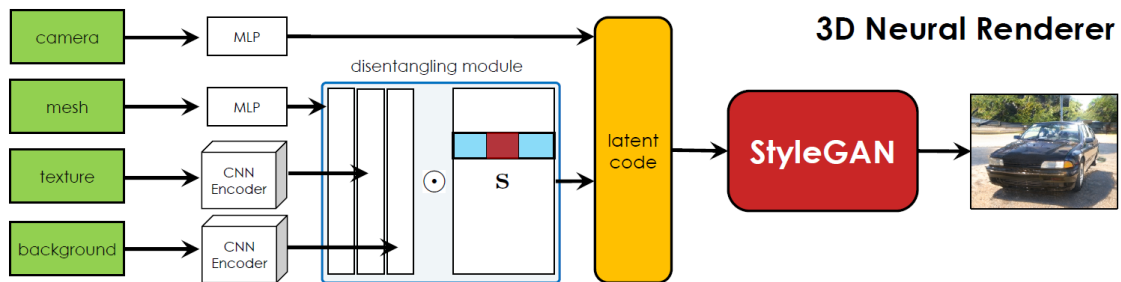 3D Neural Renderer
camera
MLP
disentangling module
mesh
MLP
texture
CNN
Encoder
background
CNN
Encoder
⊙
S
latent
code
StyleGAN